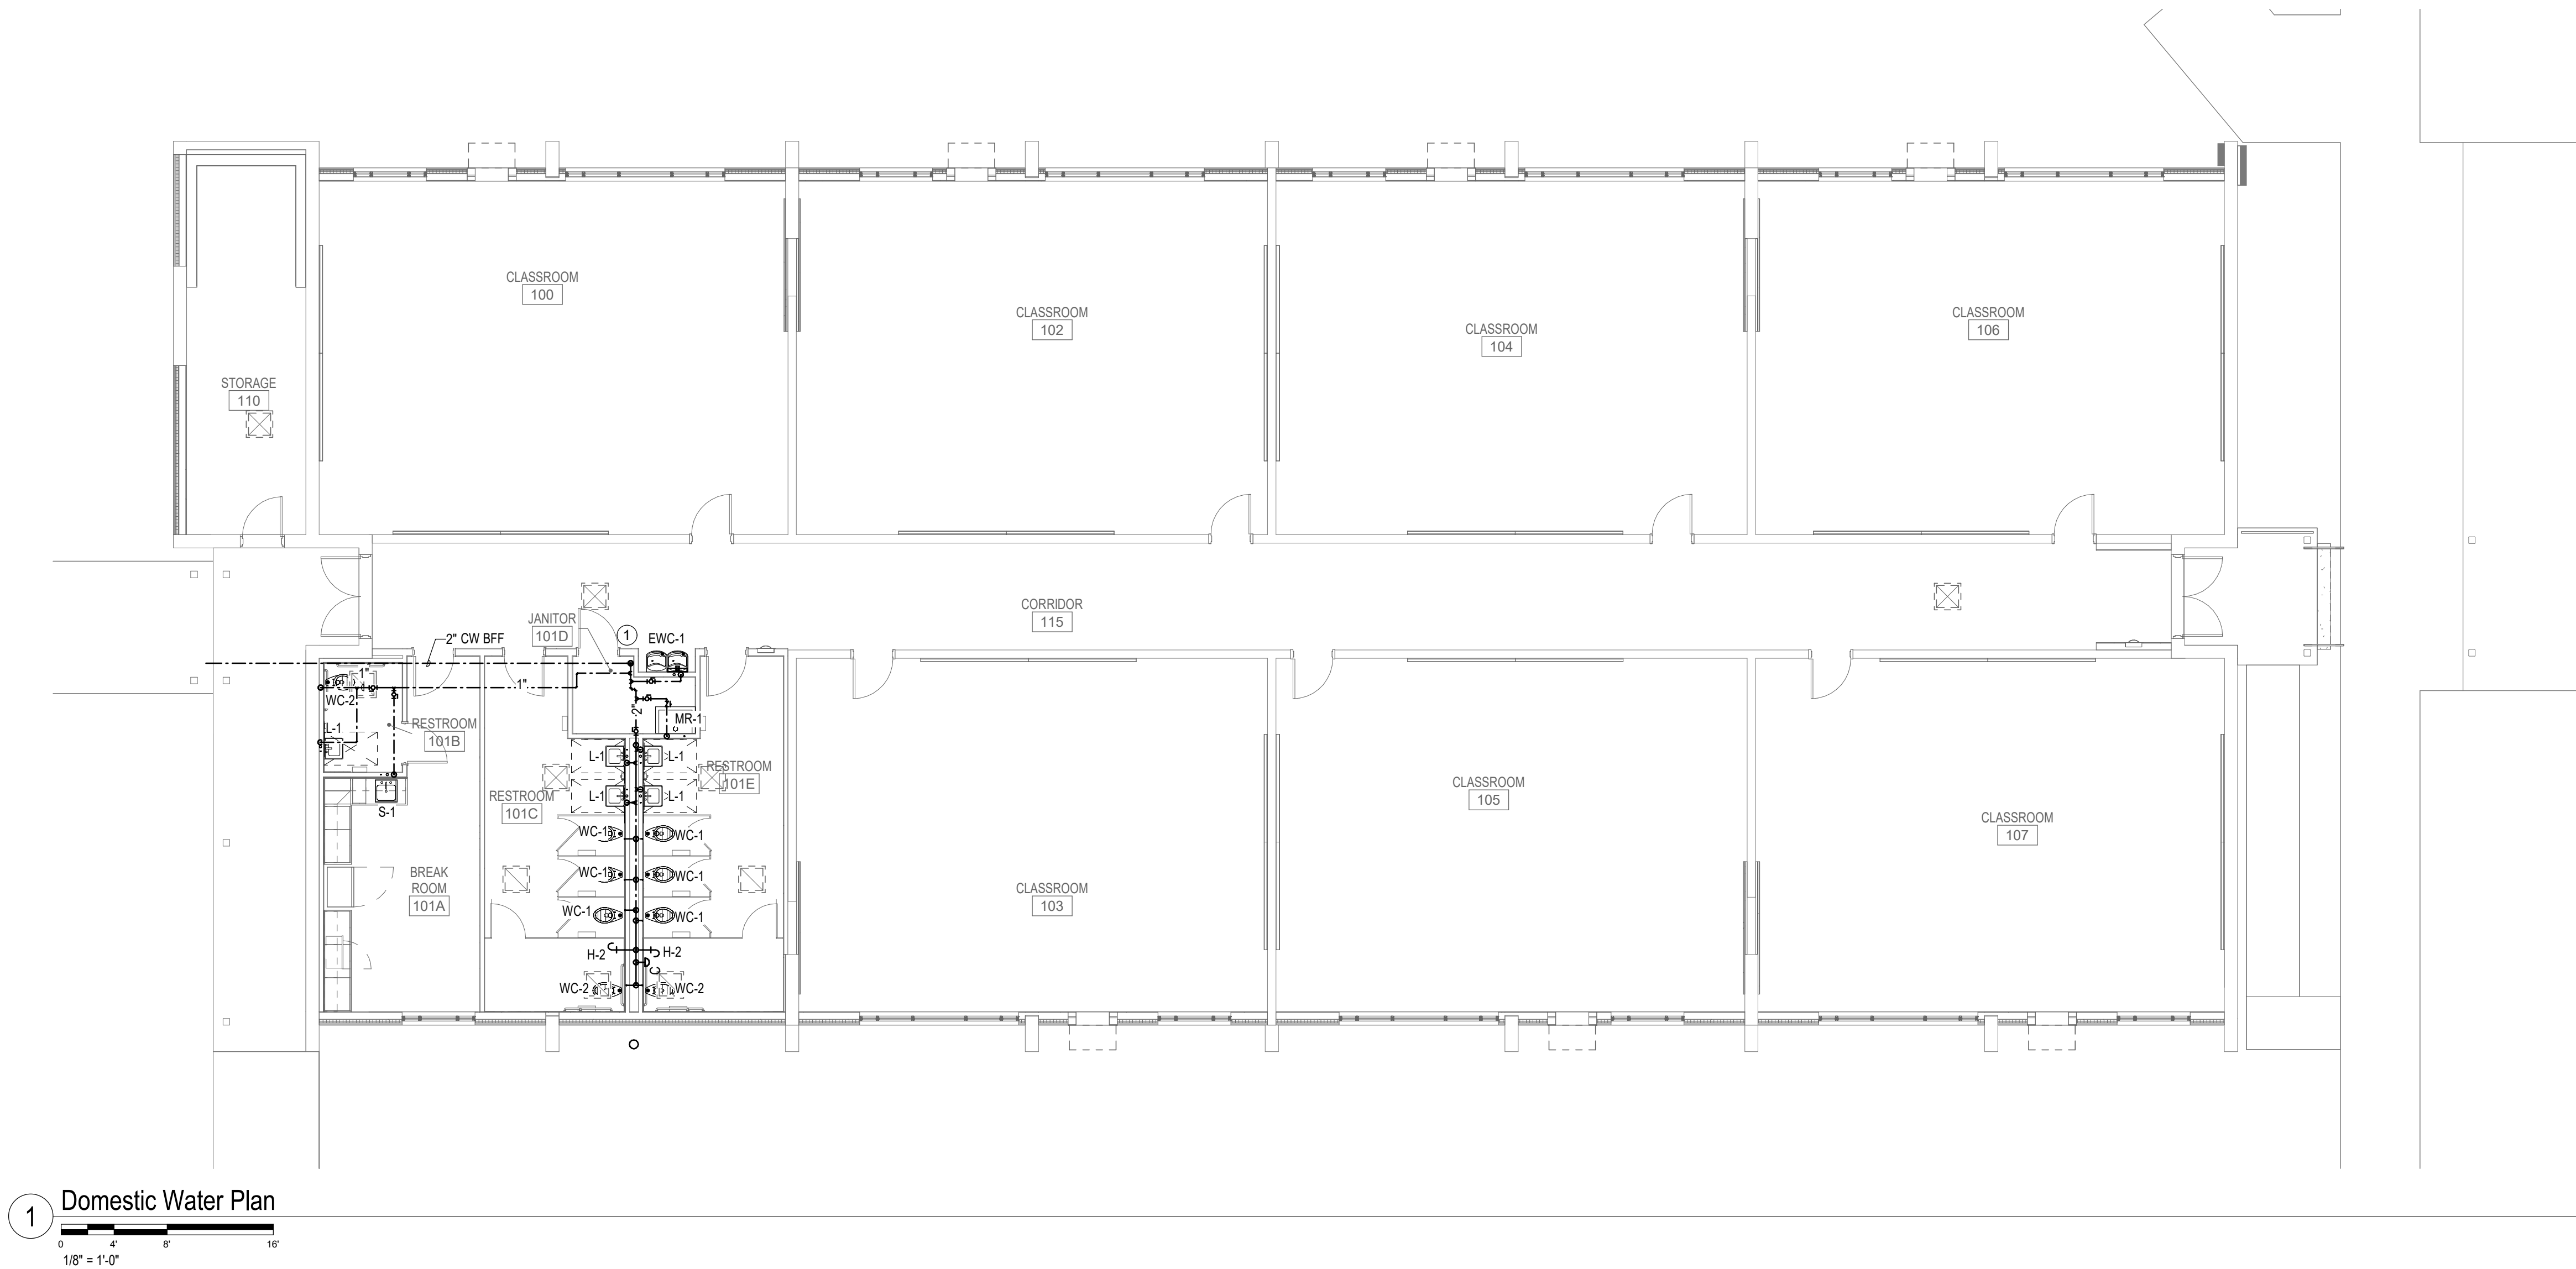 CLASSROOM
100
CLASSROOM
102
CLASSROOM
104
CLASSROOM
106
STORAGE
110
JANITOR
101D
1
EWC-1
CORRIDOR
115
2" CW BFF
1"
1"
WC-2
2"
MR-1
L-1
RESTROOM
101B
L-1
L-1
RESTROOM
101E
S-1
RESTROOM
101C
L-1
L-1
WC-1
WC-1
WC-1
WC-1
WC-1
WC-1
BREAK
ROOM
101A
H-2
H-2
WC-2
WC-2
CLASSROOM
103
CLASSROOM
105
CLASSROOM
107
1
Domestic Water Plan
0 4' 8' 16'
1/8" = 1'-0"